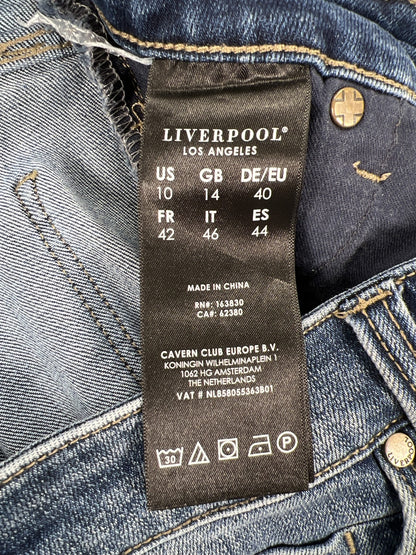 LIVERPOOL®
LOS ANGELES
US GB DE/EU
10 14 40
FR IT ES
42 46 44
MADE IN CHINA
RN#: 163830
CA#: 62380
CAVERN CLUB EUROPE B.V.
KONINGIN WILHELMINAPLEIN 1
1062 HG AMSTERDAM
THE NETHERLANDS
VAT # NL858055363B01
30 P